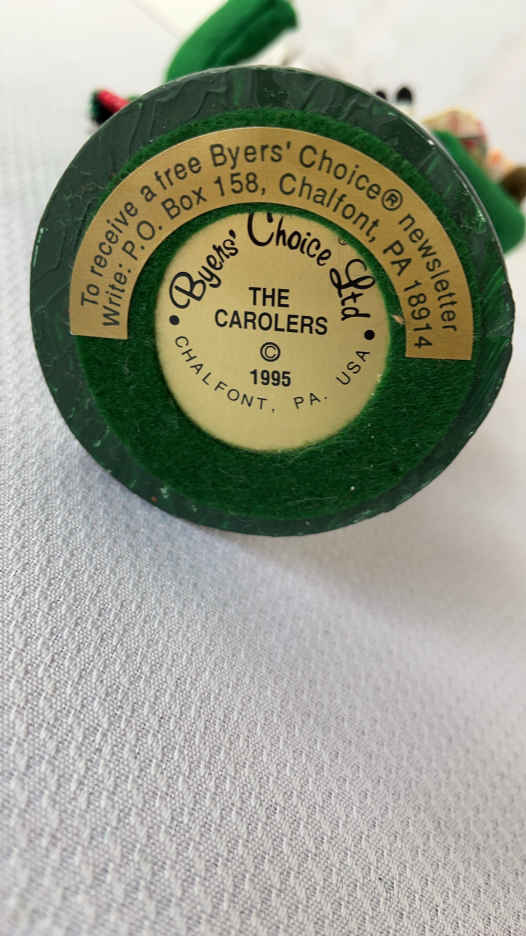 To receive a free Byers' Choice® newsletter
Write: P.O. Box 158, Chalfont, PA 18914
Byers' Choice Ltd
THE
CAROLERS
©
1995
• CHALFONT, PA. USA •